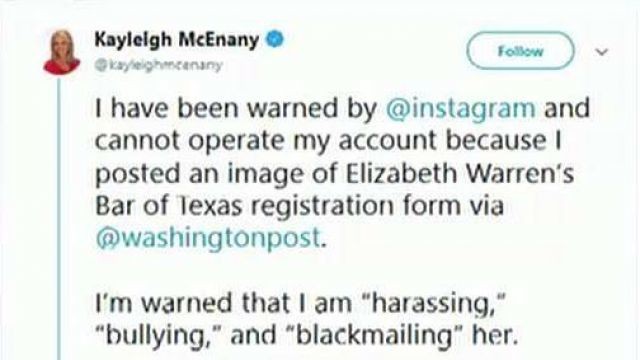 Kayleigh McEnany
Follow
@kayleighmcenany
I have been warned by @instagram and
cannot operate my account because I
posted an image of Elizabeth Warren's
Bar of Texas registration form via
@washingtonpost.
I'm warned that I am "harassing,"
"bullying," and "blackmailing" her.